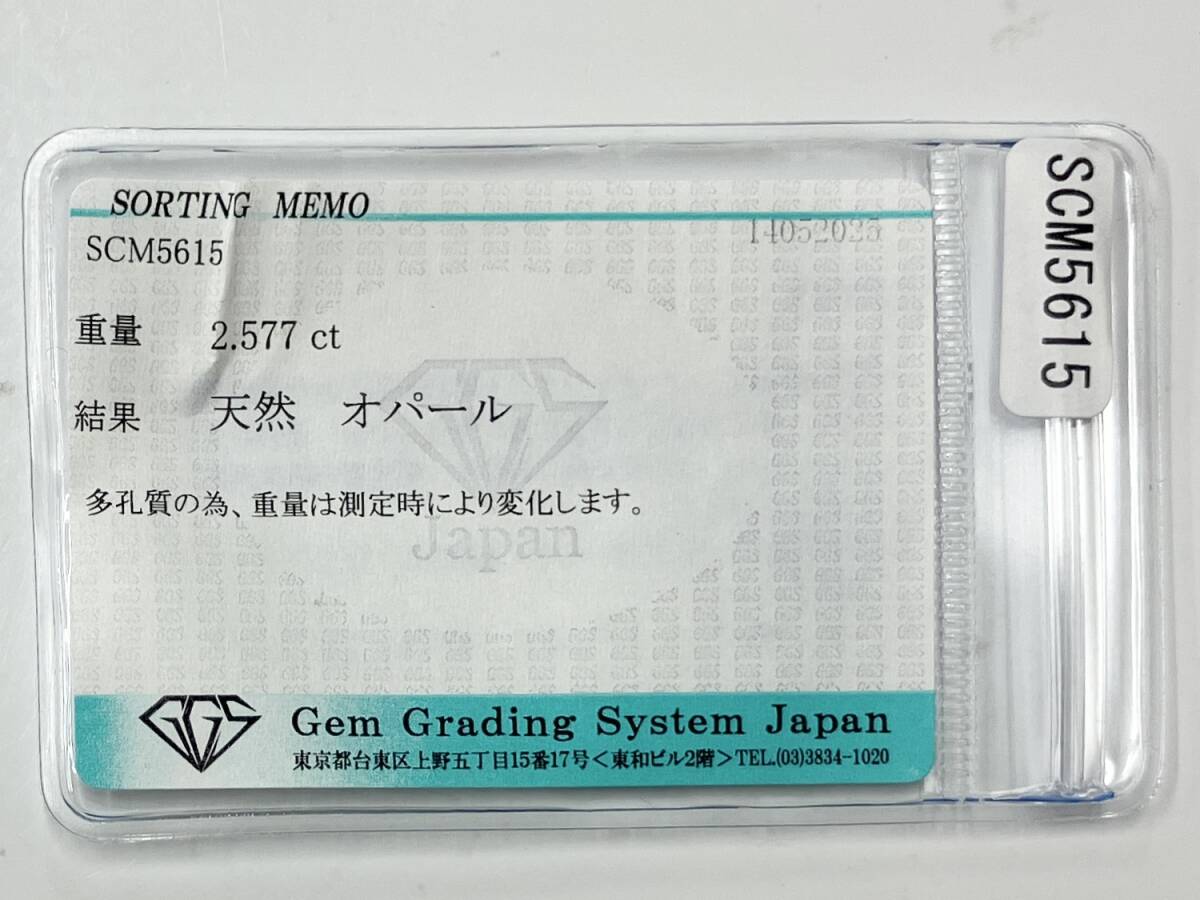 SORTING MEMO
SCM5615
14052025
重量 2.577 ct
結果 天然 オパール
多孔質の為、重量は測定時により変化します。
GGS
Japan
GGS Gem Grading System Japan
東京都台東区上野五丁目15番17号＜東和ビル2階＞TEL.(03)3834-1020
SCM5615